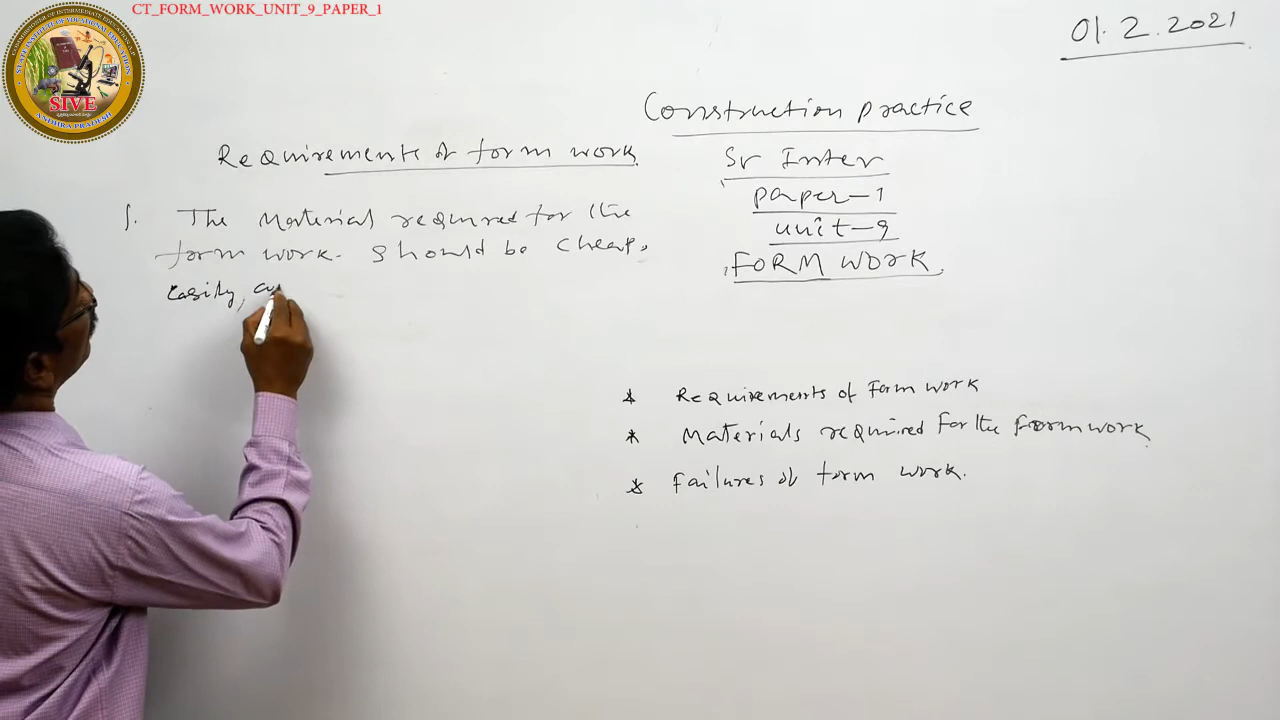 CT_FORM_WORK_UNIT_9_PAPER_1
SIVE
ANDHRA PRADESH
01.2.2021
Construction practice
Sr Inter
paper-1
unit-9
FORM WORK
Requirements of form work
1. The Material required for the
form work. Should be cheap,
easily,
* Requirements of Form work
* Materials required For the Formwork
* Failures of form work.